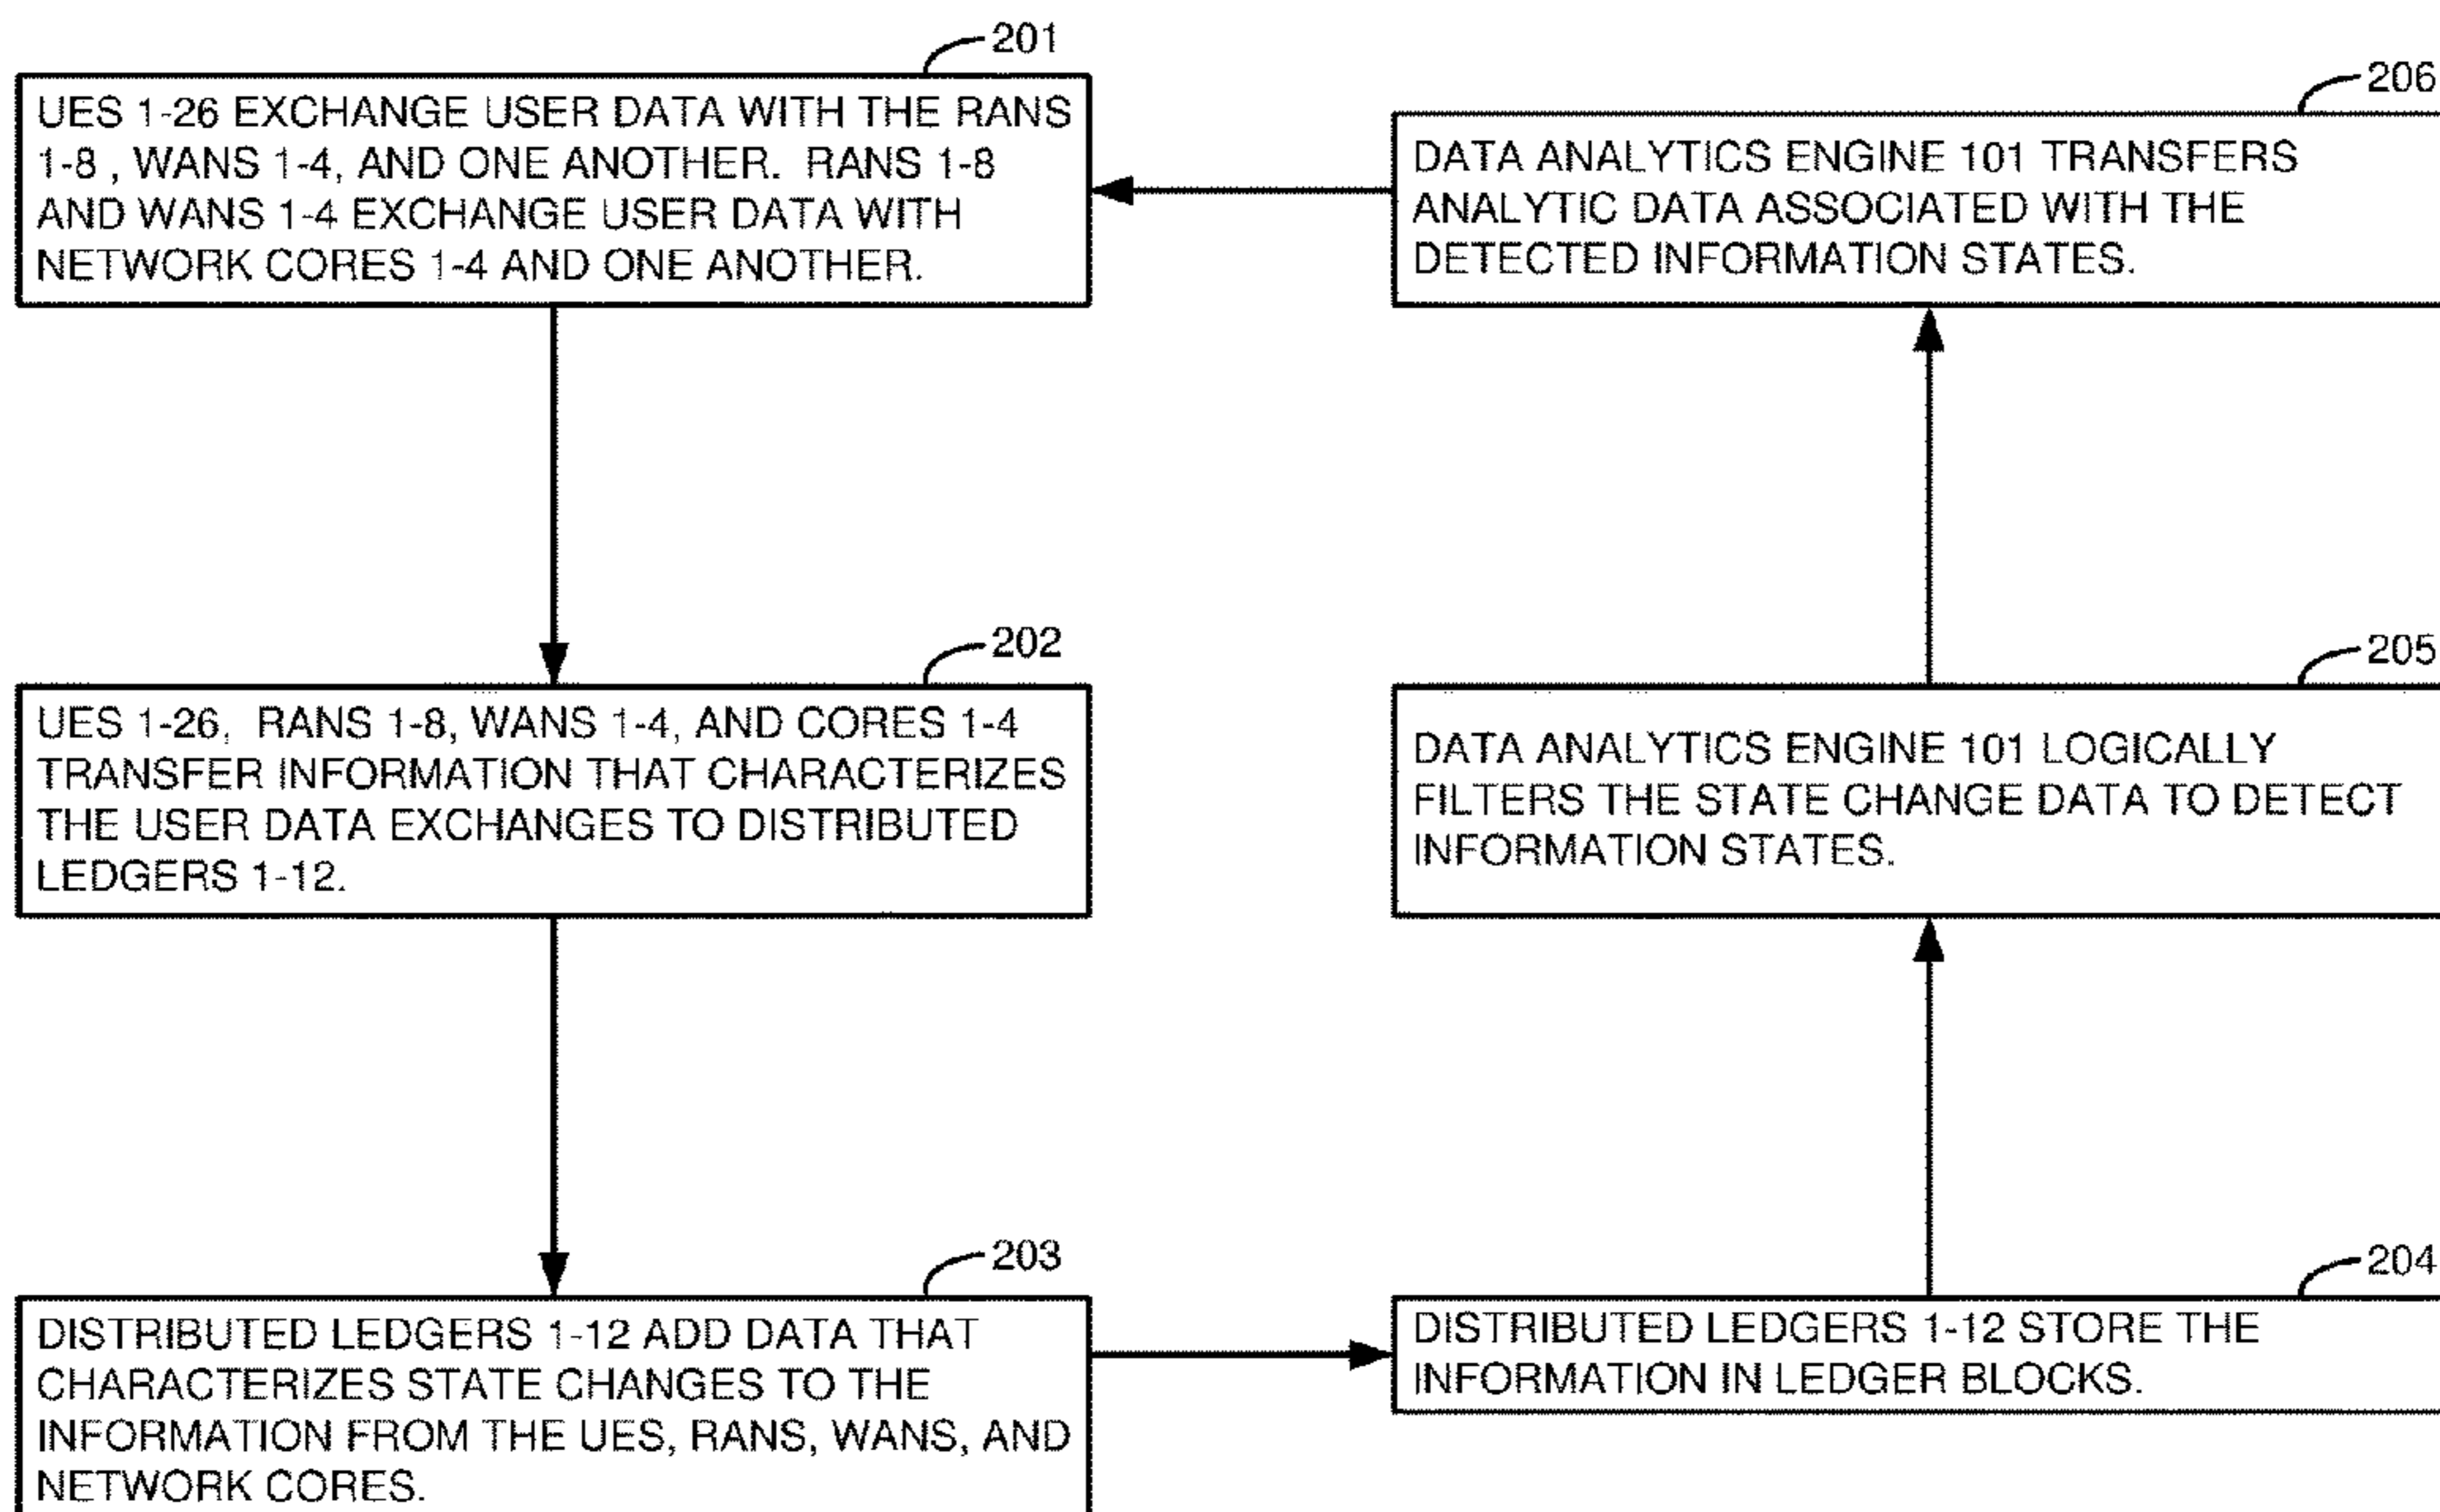 201
UES 1-26 EXCHANGE USER DATA WITH THE RANS
1-8 , WANS 1-4, AND ONE ANOTHER. RANS 1-8
AND WANS 1-4 EXCHANGE USER DATA WITH
NETWORK CORES 1-4 AND ONE ANOTHER.
202
UES 1-26, RANS 1-8, WANS 1-4, AND CORES 1-4
TRANSFER INFORMATION THAT CHARACTERIZES
THE USER DATA EXCHANGES TO DISTRIBUTED
LEDGERS 1-12.
203
DISTRIBUTED LEDGERS 1-12 ADD DATA THAT
CHARACTERIZES STATE CHANGES TO THE
INFORMATION FROM THE UES, RANS, WANS, AND
NETWORK CORES.
204
DISTRIBUTED LEDGERS 1-12 STORE THE
INFORMATION IN LEDGER BLOCKS.
205
DATA ANALYTICS ENGINE 101 LOGICALLY
FILTERS THE STATE CHANGE DATA TO DETECT
INFORMATION STATES.
206
DATA ANALYTICS ENGINE 101 TRANSFERS
ANALYTIC DATA ASSOCIATED WITH THE
DETECTED INFORMATION STATES.